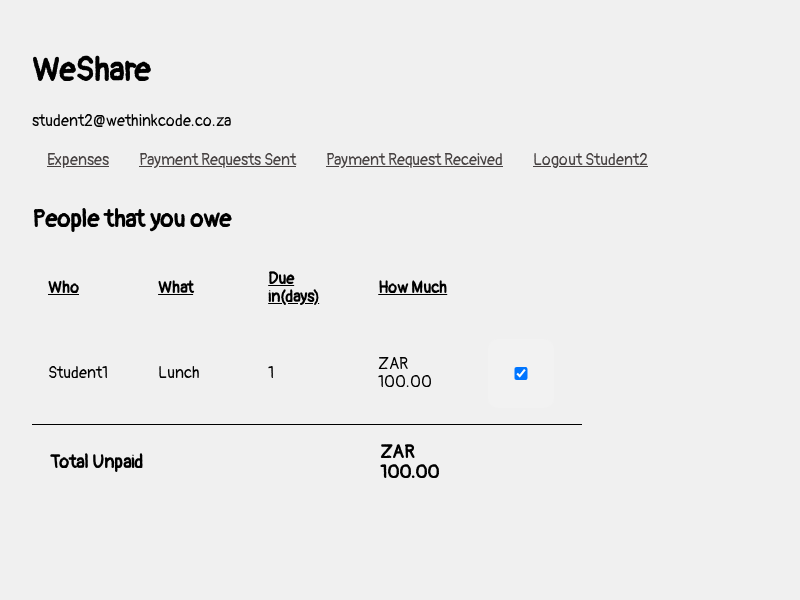 WeShare
student2@wethinkcode.co.za
Expenses Payment Requests Sent Payment Request Received Logout Student2
People that you owe
Who What Due in(days) How Much
Student1 Lunch 1 ZAR 100.00
Total Unpaid ZAR 100.00